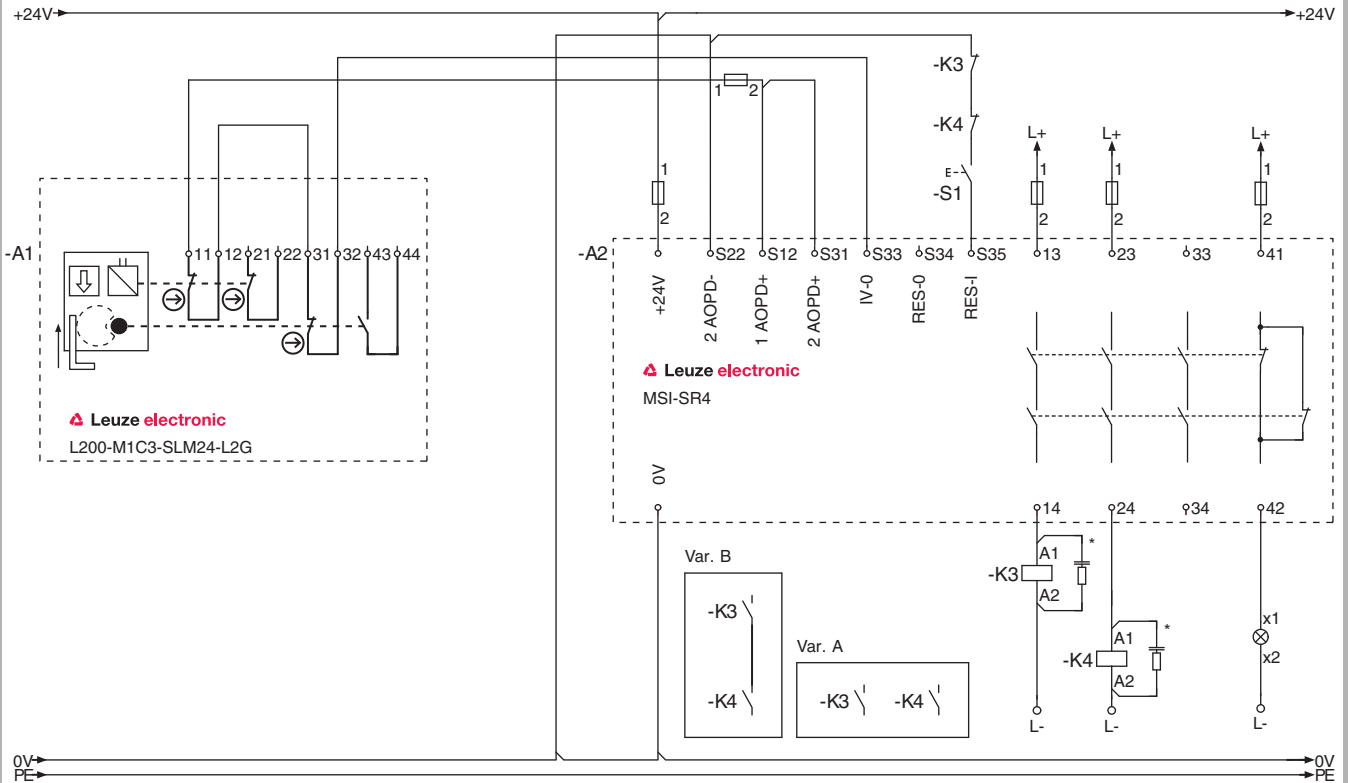 +24V +24V
-K3
1 2
-K4
L+ L+ L+
E
-S1
1 1 1 1
2 2 2 2
-A1 11 12 21 22 31 32 43 44
-A2 S22 S12 S31 S33 S34 S35 13 23 33 41
+24V
2 AOPD-
1 AOPD+
2 AOPD+
IV-0
RES-0
RES-I
Leuze electronic
MSI-SR4
Leuze electronic
L200-M1C3-SLM24-L2G
0V
14 24 34 42
Var. B
-K3
-K4
Var. A
-K3 -K4
-K3 A1 *
A2
-K4 A1 *
A2
x1
x2
L- L- L-
0V 0V
PE PE